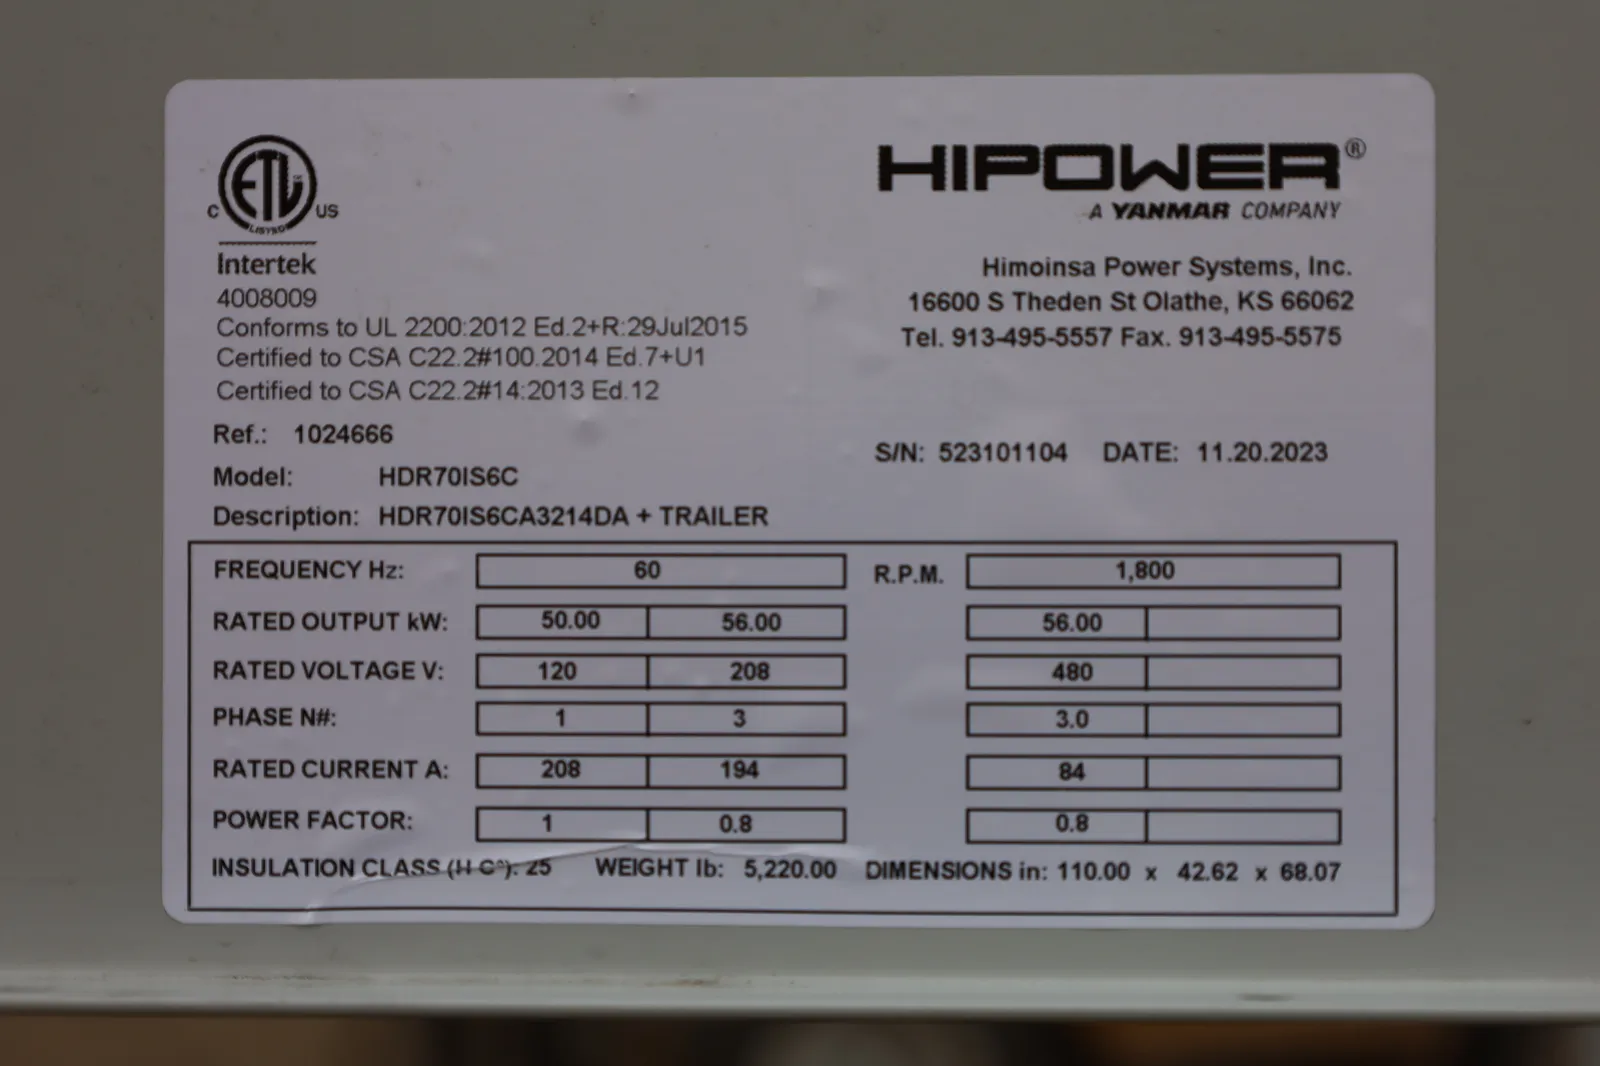 ETL
LISTED
C US
Intertek
4008009
Conforms to UL 2200:2012 Ed.2+R:29Jul2015
Certified to CSA C22.2#100.2014 Ed.7+U1
Certified to CSA C22.2#14:2013 Ed.12
HIPOWER®
A YANMAR COMPANY
Himoinsa Power Systems, Inc.
16600 S Theden St Olathe, KS 66062
Tel. 913-495-5557 Fax. 913-495-5575
Ref.: 1024666
S/N: 523101104 DATE: 11.20.2023
Model: HDR70IS6C
Description: HDR70IS6CA3214DA + TRAILER
FREQUENCY Hz: 60 R.P.M. 1,800
RATED OUTPUT kW: 50.00 56.00 56.00
RATED VOLTAGE V: 120 208 480
PHASE N#: 1 3 3.0
RATED CURRENT A: 208 194 84
POWER FACTOR: 1 0.8 0.8
INSULATION CLASS (H Cº): 25 WEIGHT lb: 5,220.00 DIMENSIONS in: 110.00 x 42.62 x 68.07